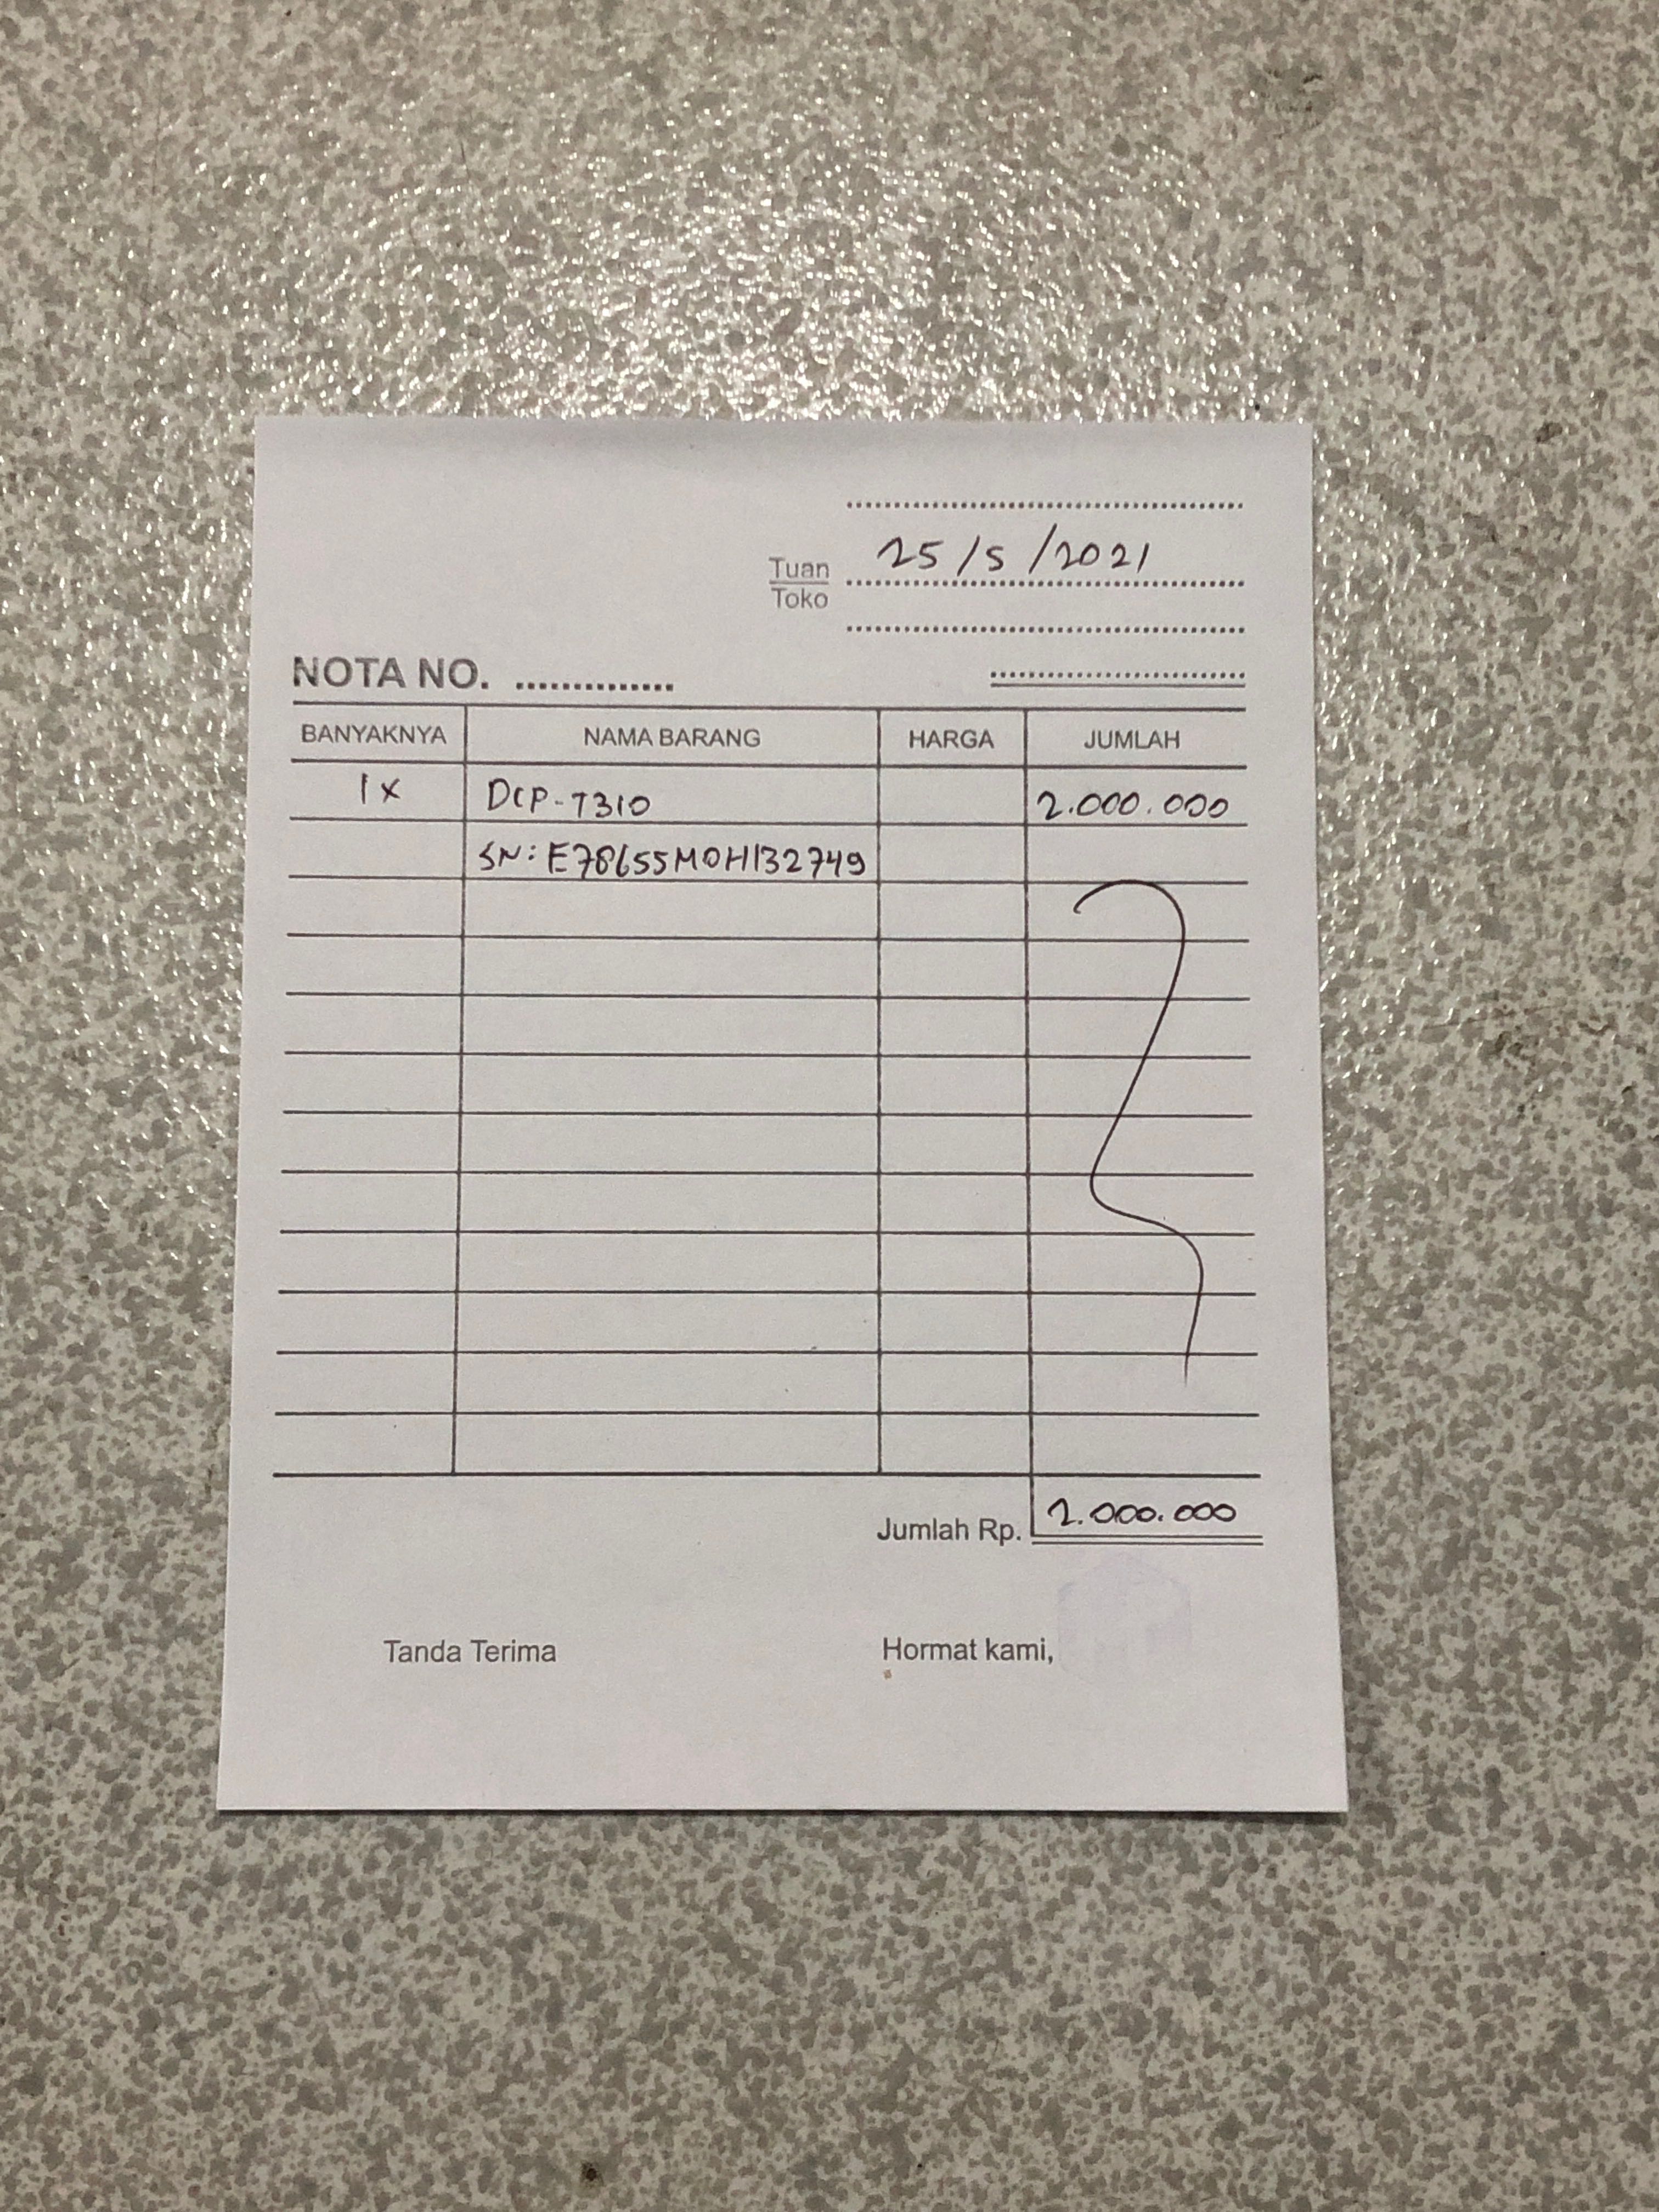 25/5/2021
Tuan
Toko
NOTA NO. ..............
BANYAKNYA NAMA BARANG HARGA JUMLAH
1x DCP-T310 2.000.000
SN: E78655M0H132749
Jumlah Rp. 2.000.000
Tanda Terima Hormat kami,